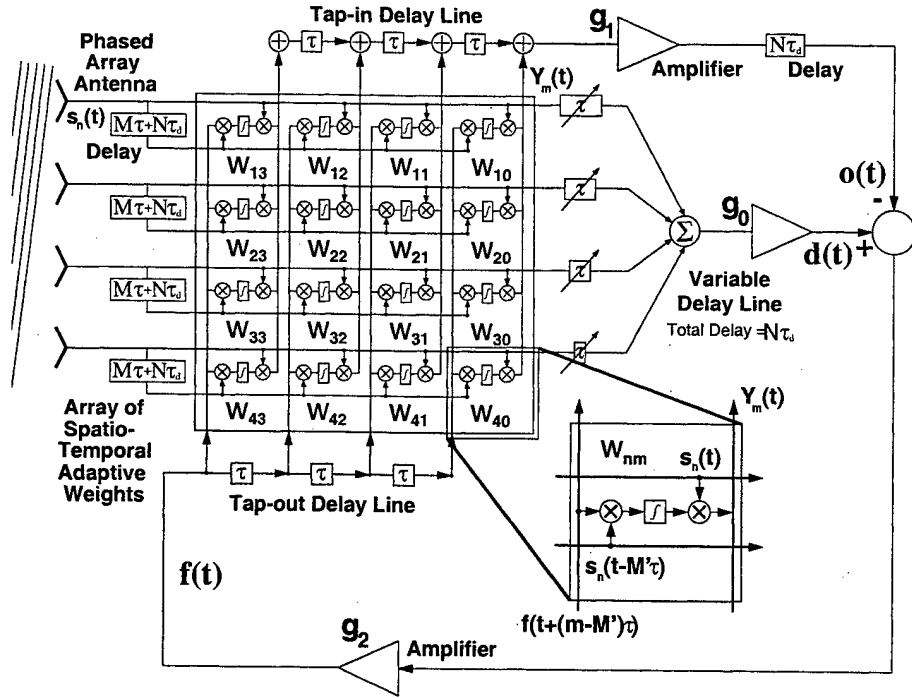 Tap-in Delay Line
g1
Nτd
Amplifier
Delay
Phased
Array
Antenna
τ τ τ
Ym(t)
sn(t)
Mτ+Nτd
Delay
τ
W13 W12 W11 W10
Mτ+Nτd
τ
W23 W22 W21 W20
Mτ+Nτd
τ
W33 W32 W31 W30
Mτ+Nτd
τ
W43 W42 W41 W40
Σ
g0
o(t)
-
d(t) +
Variable
Delay Line
Total Delay =Nτd
Array of
Spatio-
Temporal
Adaptive
Weights
τ τ τ
Tap-out Delay Line
Ym(t)
Wnm
sn(t)
∫
sn(t-M'τ)
f(t+(m-M')τ)
f(t)
g2
Amplifier